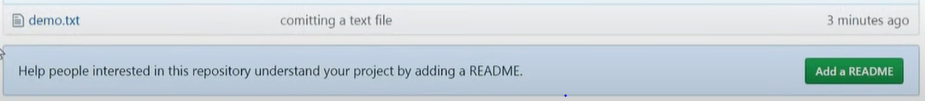 demo.txt comitting a text file 3 minutes ago
Help people interested in this repository understand your project by adding a README. Add a README